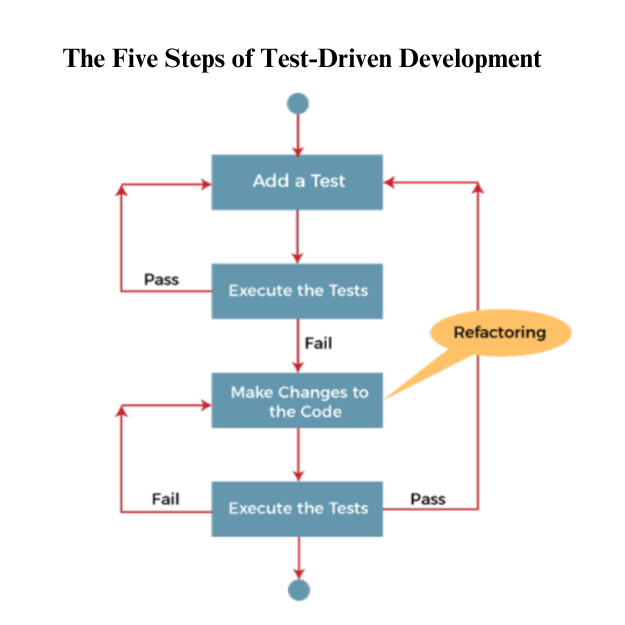 The Five Steps of Test-Driven Development
Add a Test
Pass
Execute the Tests
Fail
Refactoring
Make Changes to
the Code
Fail
Execute the Tests
Pass